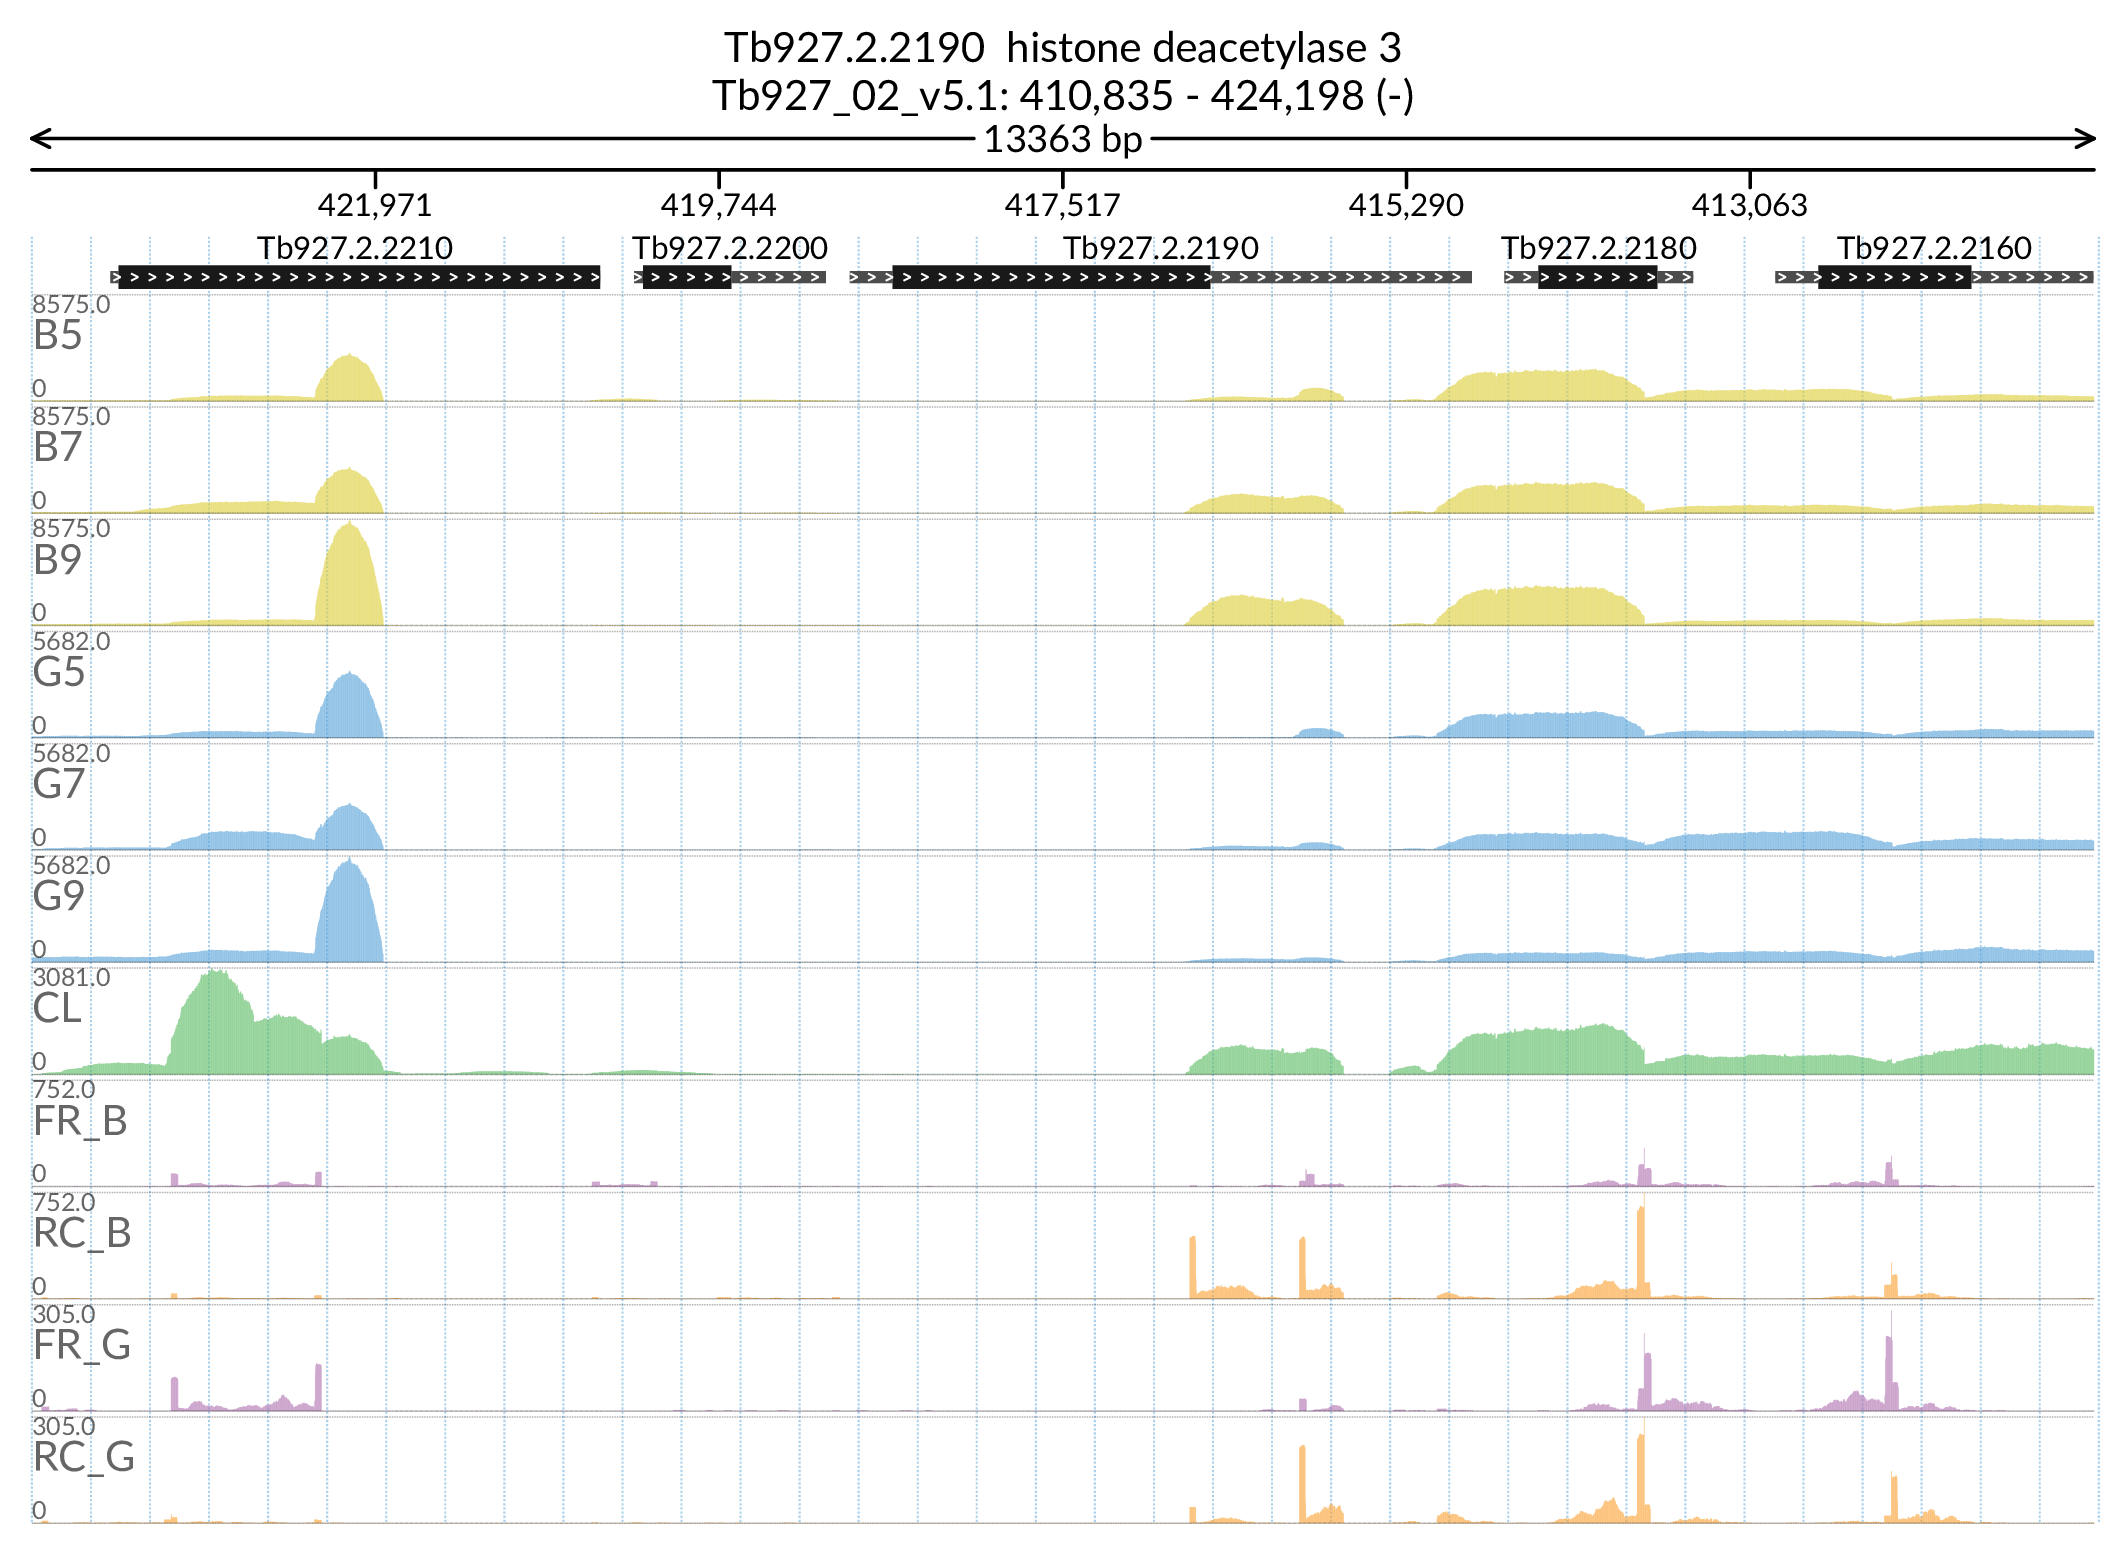 Tb927.2.2190  histone deacetylase 3
Tb927_02_v5.1: 410,835 - 424,198 (-)
13363 bp
421,971 419,744 417,517 415,290 413,063
Tb927.2.2210 Tb927.2.2200 Tb927.2.2190 Tb927.2.2180 Tb927.2.2160
8575.0
B5
0
8575.0
B7
0
8575.0
B9
0
5682.0
G5
0
5682.0
G7
0
5682.0
G9
0
3081.0
CL
0
752.0
FR_B
0
752.0
RC_B
0
305.0
FR_G
0
305.0
RC_G
0